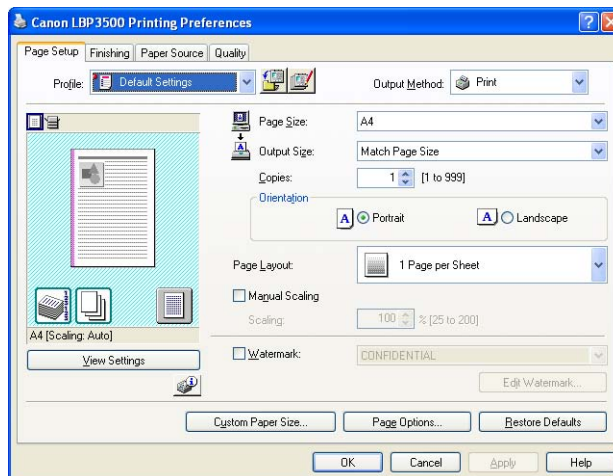 Canon LBP3500 Printing Preferences
Page Setup Finishing Paper Source Quality
Profile: Default Settings Output Method: Print
Page Size: A4
Output Size: Match Page Size
Copies: 1 [1 to 999]
Orientation
A Portrait A Landscape
Page Layout: 1 Page per Sheet
Manual Scaling
Scaling: 100 % [25 to 200]
A4 [Scaling: Auto]
View Settings
Watermark: CONFIDENTIAL
Edit Watermark...
Custom Paper Size... Page Options... Restore Defaults
OK Cancel Apply Help